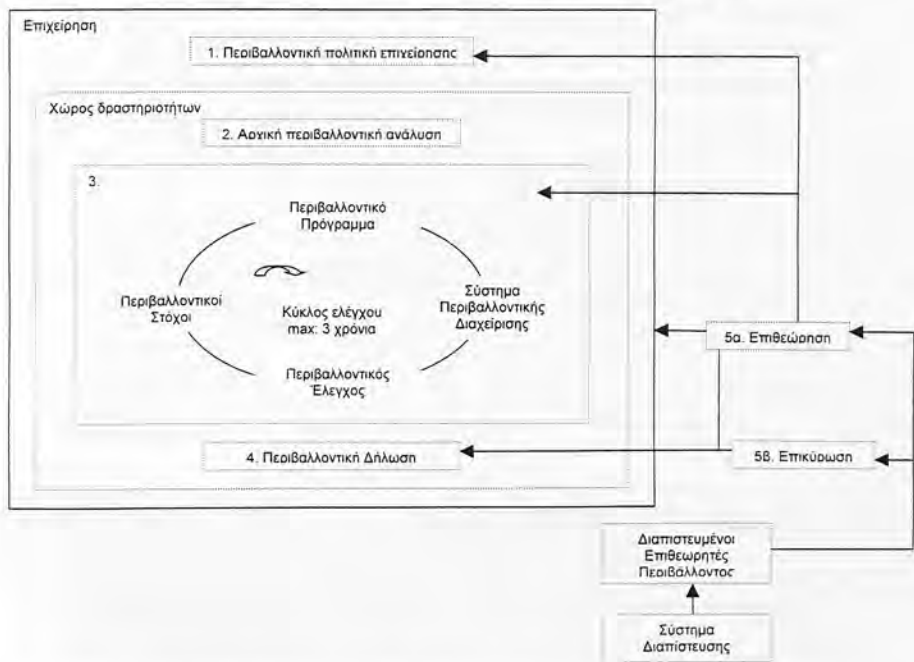 Επιχείρηση
1. Περιβαλλοντική πολιτική επιχείρησης
Χώρος δραστηριοτήτων
2. Αρχική περιβαλλοντική ανάλυση
3.
Περιβαλλοντικό
Πρόγραμμα
Περιβαλλοντικοί
Στόχοι
Κύκλος ελέγχου
max: 3 χρόνια
Σύστημα
Περιβαλλοντικής
Διαχείρισης
Περιβαλλοντικός
Έλεγχος
5α. Επιθεώρηση
4. Περιβαλλοντική Δήλωση
5β. Επικύρωση
Διαπιστευμένοι
Επιθεωρητές
Περιβάλλοντος
Σύστημα
Διαπίστευσης